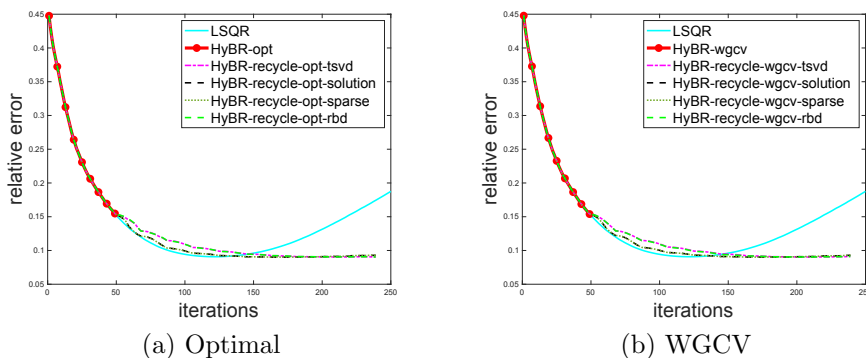 0.45
0.4
0.35
0.3
0.25
0.2
0.15
0.1
0.05
relative error
LSQR
HyBR-opt
HyBR-recycle-opt-tsvd
HyBR-recycle-opt-solution
HyBR-recycle-opt-sparse
HyBR-recycle-opt-rbd
0 50 100 150 200 250
iterations
(a) Optimal
0.45
0.4
0.35
0.3
0.25
0.2
0.15
0.1
0.05
relative error
LSQR
HyBR-wgcv
HyBR-recycle-wgcv-tsvd
HyBR-recycle-wgcv-solution
HyBR-recycle-wgcv-sparse
HyBR-recycle-wgcv-rbd
0 50 100 150 200 250
iterations
(b) WGCV